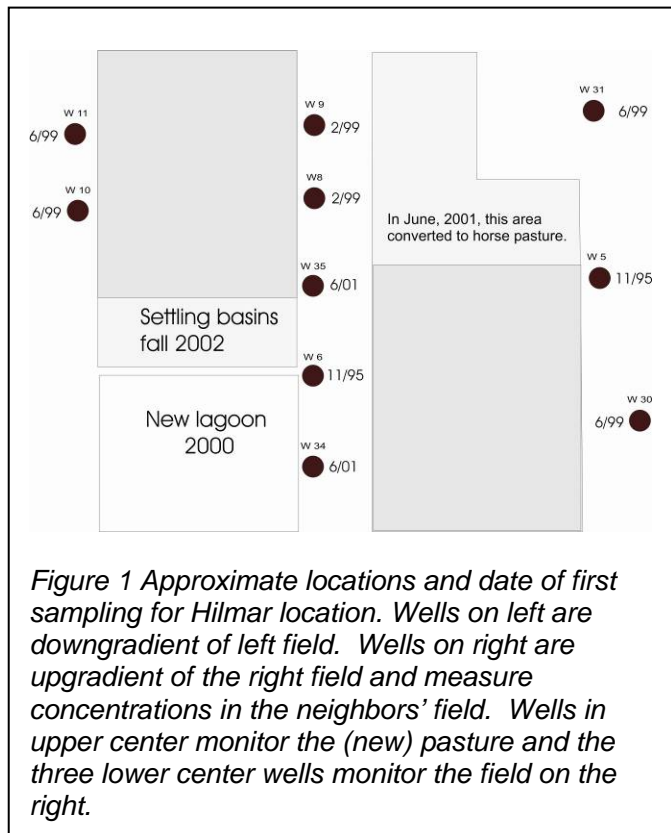 W 11
6/99
W 10
6/99
W 9
2/99
W8
2/99
W 35
6/01
Settling basins
fall 2002
W 6
11/95
New lagoon
2000
W 34
6/01
W 31
6/99
In June, 2001, this area
converted to horse pasture.
W 5
11/95
W 30
6/99
Figure 1 Approximate locations and date of first
sampling for Hilmar location. Wells on left are
downgradient of left field.  Wells on right are
upgradient of the right field and measure
concentrations in the neighbors’ field.  Wells in
upper center monitor the (new) pasture and the
three lower center wells monitor the field on the
right.